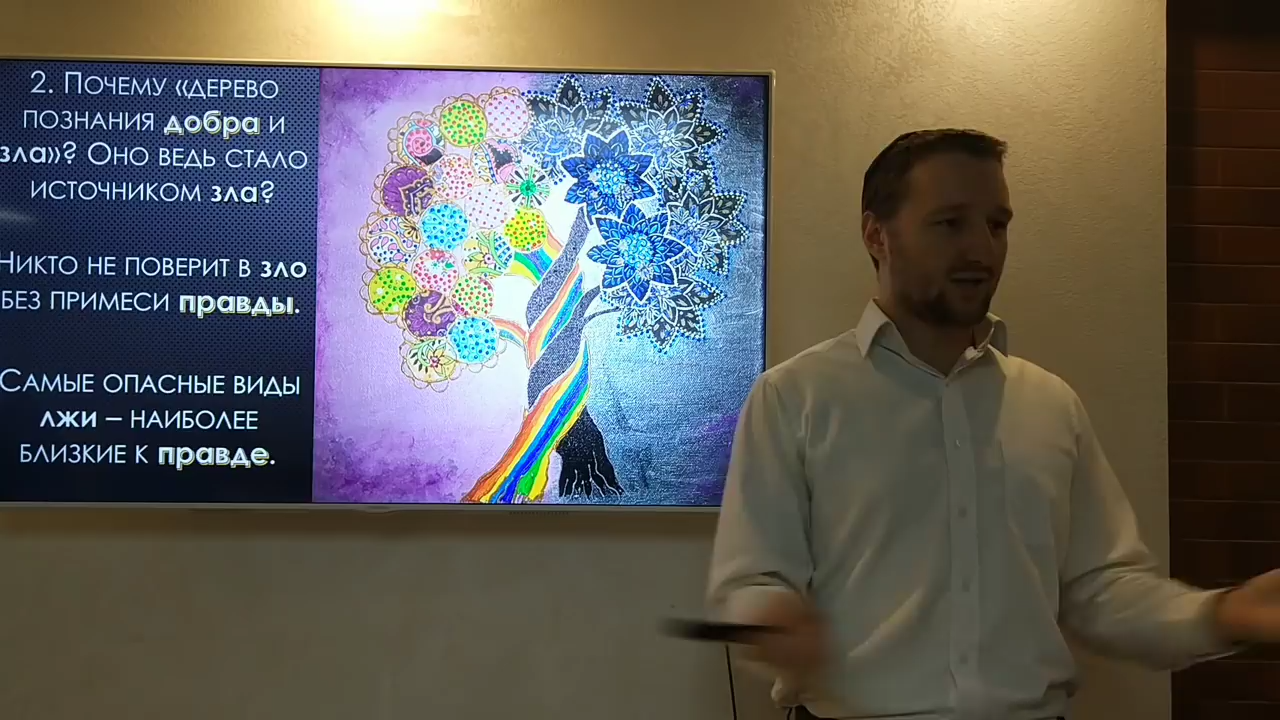 2. Почему «дерево
познания добра и
зла»? Оно ведь стало
источником зла?
Никто не поверит в зло
без примеси правды.
Самые опасные виды
лжи – наиболее
близкие к правде.